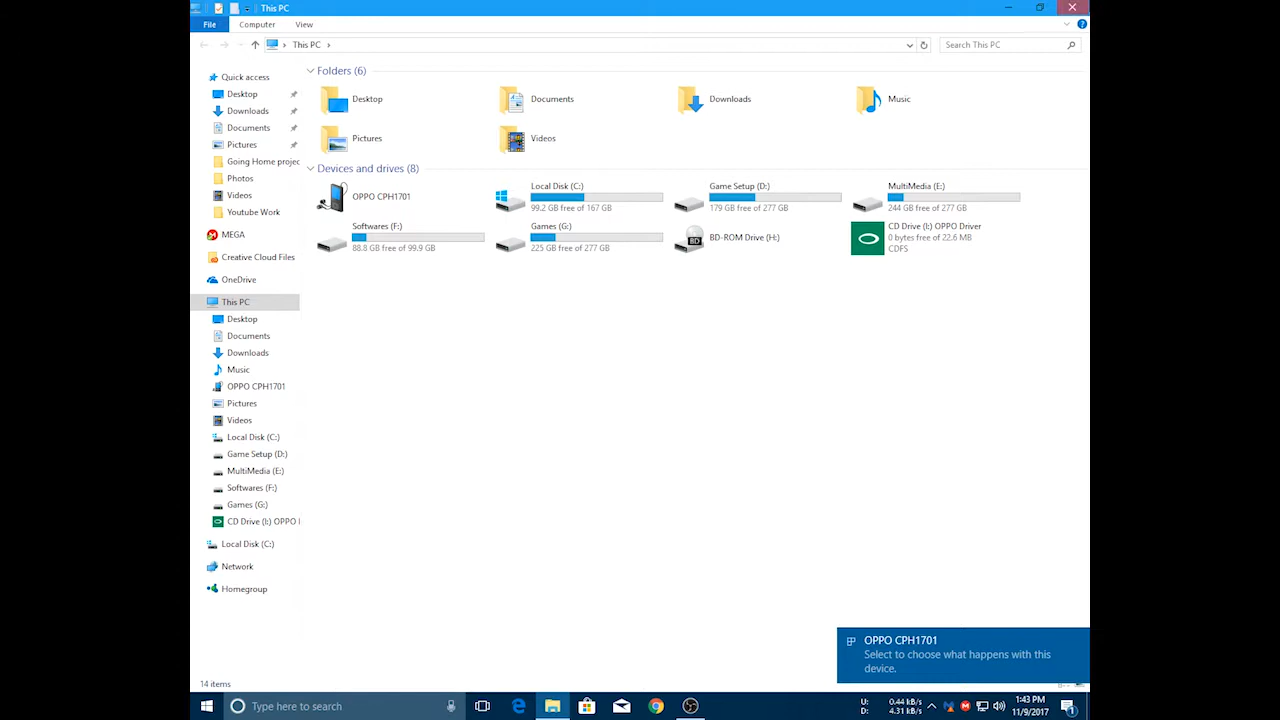 This PC
File Computer View
This PC
Search This PC
Quick access
Desktop
Downloads
Documents
Pictures
Going Home projec
Photos
Videos
Youtube Work
MEGA
Creative Cloud Files
OneDrive
This PC
Desktop
Documents
Downloads
Music
OPPO CPH1701
Pictures
Videos
Local Disk (C:)
Game Setup (D:)
MultiMedia (E:)
Softwares (F:)
Games (G:)
CD Drive (I:) OPPO
Local Disk (C:)
Network
Homegroup
Folders (6)
Desktop
Documents
Downloads
Music
Pictures
Videos
Devices and drives (8)
OPPO CPH1701
Local Disk (C:)
99.2 GB free of 167 GB
Game Setup (D:)
179 GB free of 277 GB
MultiMedia (E:)
244 GB free of 277 GB
Softwares (F:)
88.8 GB free of 99.9 GB
Games (G:)
225 GB free of 277 GB
BD
BD-ROM Drive (H:)
CD Drive (I:) OPPO Driver
0 bytes free of 22.6 MB
CDFS
OPPO CPH1701
Select to choose what happens with this
device.
14 items
Type here to search
U: 0.44 kB/s
D: 4.31 kB/s
1:43 PM
11/9/2017
1